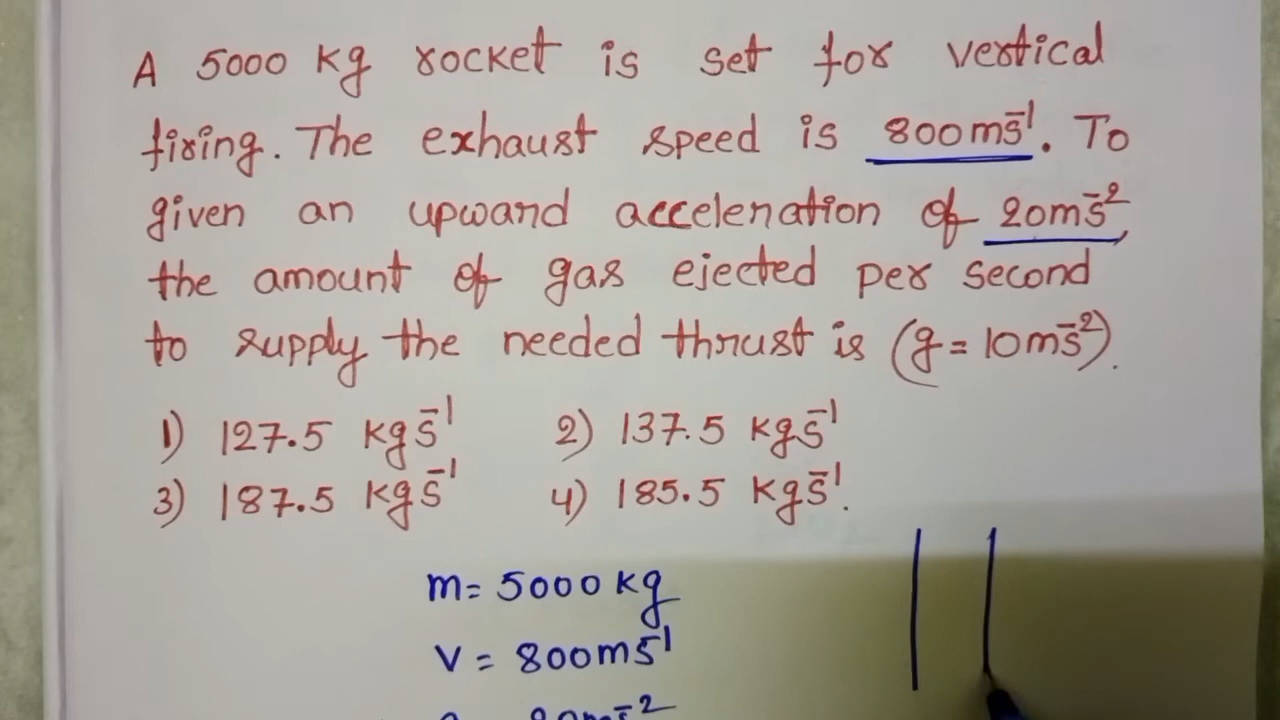 A 5000 kg rocket is set for vertical
firing. The exhaust speed is 800ms⁻¹. To
given an upward acceleration of 20ms⁻²,
the amount of gas ejected per second
to supply the needed thrust is (g = 10ms⁻²).
1) 127.5 kgs⁻¹ 2) 137.5 kgs⁻¹
3) 187.5 kgs⁻¹ 4) 185.5 kgs⁻¹.
m = 5000 kg
v = 800ms⁻¹